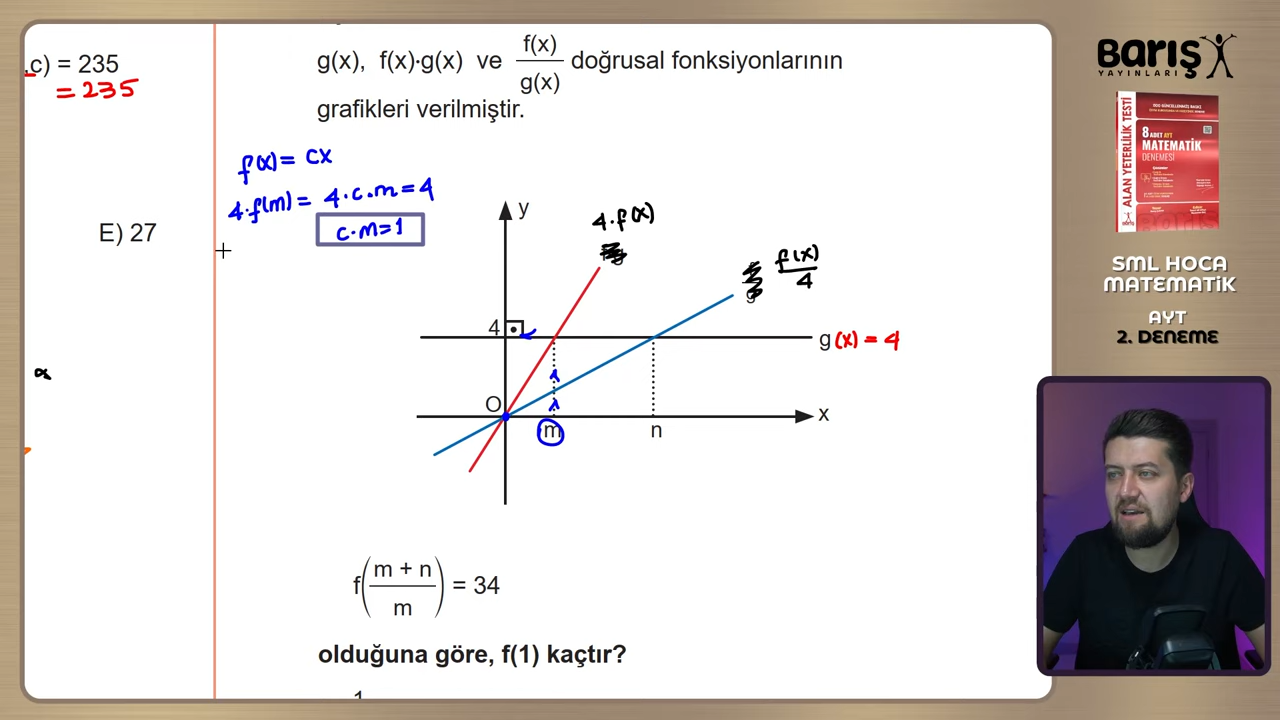 ,c) = 235
= 235
E) 27
g(x), f(x)·g(x) ve f(x)/g(x) doğrusal fonksiyonlarının
grafikleri verilmiştir.
f(x) = cx
4·f(m) = 4·c·m = 4
c·m=1
y
4·f(x)
f(x)/4
4
g(x) = 4
O
m
n
x
f((m + n)/m) = 34
olduğuna göre, f(1) kaçtır?
BARIŞ
YAYINLARI
ALAN YETERLİLİK TESTİ
8 ADET AYT
MATEMATİK
DENEMESİ
SML HOCA
MATEMATİK
AYT
2. DENEME